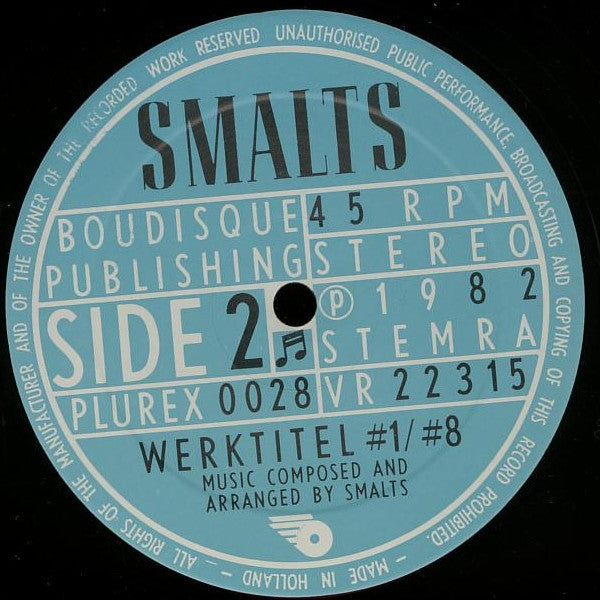 ALL RIGHTS OF THE MANUFACTURER AND OF THE OWNER OF THE RECORDED WORK RESERVED UNAUTHORISED PUBLIC PERFORMANCE, BROADCASTING AND COPYING OF THIS RECORD PROHIBITED. — MADE IN HOLLAND —
SMALTS
BOUDISQUE
PUBLISHING
45 RPM
STEREO
SIDE 2
℗ 1982
STEMRA
PLUREX 0028
VR 22315
WERKTITEL #1/#8
MUSIC COMPOSED AND
ARRANGED BY SMALTS